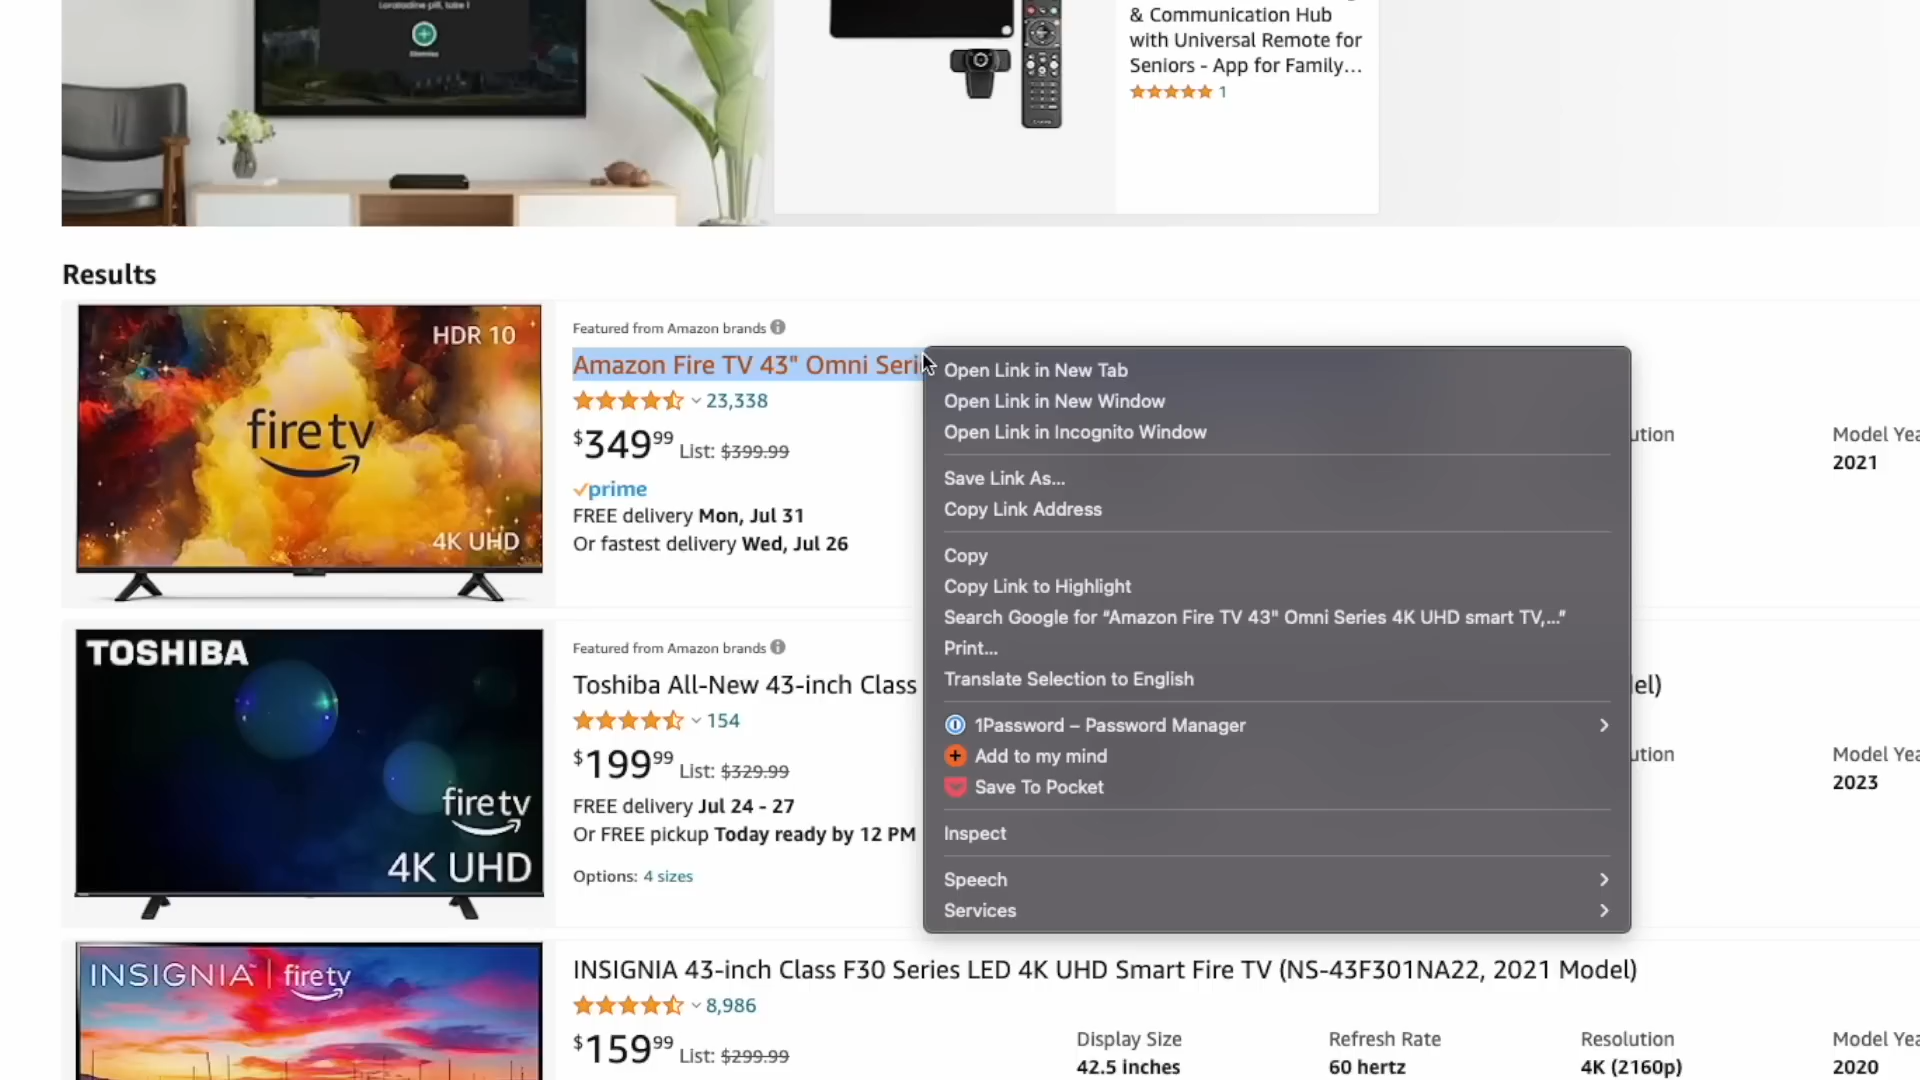 Loratadine pill, take 1
& Communication Hub
with Universal Remote for
Seniors - App for Family...
1
Results
HDR 10
fire tv
4K UHD
Featured from Amazon brands
Amazon Fire TV 43" Omni Seri
23,338
$349.99 List: $399.99
prime
FREE delivery Mon, Jul 31
Or fastest delivery Wed, Jul 26
ution
Model Yea
2021
Open Link in New Tab
Open Link in New Window
Open Link in Incognito Window
Save Link As...
Copy Link Address
Copy
Copy Link to Highlight
Search Google for “Amazon Fire TV 43" Omni Series 4K UHD smart TV,...”
Print...
Translate Selection to English
1Password – Password Manager
Add to my mind
Save To Pocket
Inspect
Speech
Services
TOSHIBA
fire tv
4K UHD
Featured from Amazon brands
Toshiba All-New 43-inch Class
el)
154
$199.99 List: $329.99
FREE delivery Jul 24 - 27
Or FREE pickup Today ready by 12 PM
Options: 4 sizes
ution
Model Yea
2023
INSIGNIA | fire tv
INSIGNIA 43-inch Class F30 Series LED 4K UHD Smart Fire TV (NS-43F301NA22, 2021 Model)
8,986
$159.99 List: $299.99
Display Size
42.5 inches
Refresh Rate
60 hertz
Resolution
4K (2160p)
Model Yea
2020